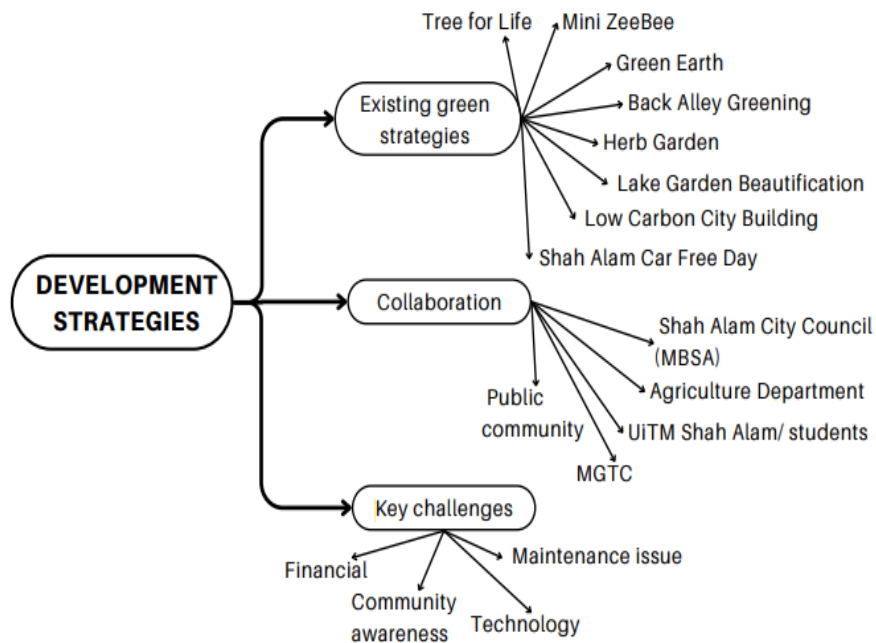 Tree for Life
Mini ZeeBee
Green Earth
Existing green
strategies
Back Alley Greening
Herb Garden
Lake Garden Beautification
Low Carbon City Building
Shah Alam Car Free Day
DEVELOPMENT
STRATEGIES
Collaboration
Shah Alam City Council
(MBSA)
Agriculture Department
Public
community
UiTM Shah Alam/ students
MGTC
Key challenges
Financial
Maintenance issue
Community
awareness
Technology